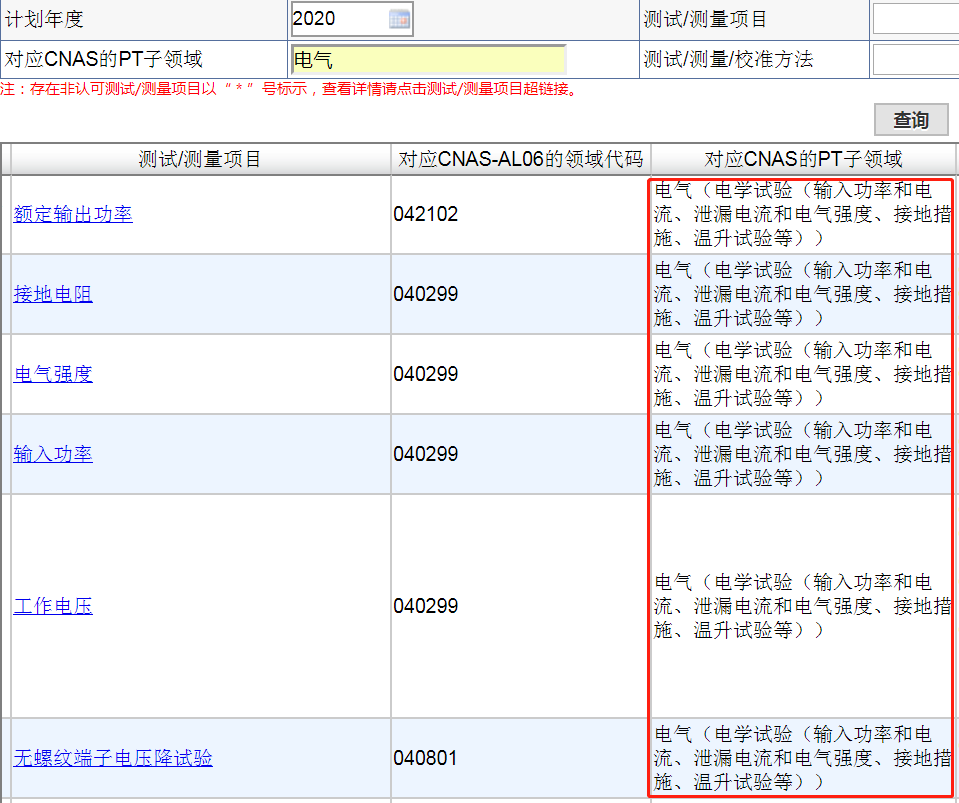 计划年度 2020 测试/测量项目
对应CNAS的PT子领域 电气 测试/测量/校准方法
注：存在非认可测试/测量项目以“*”号标示，查看详情请点击测试/测量项目超链接。
查询
测试/测量项目 对应CNAS-AL06的领域代码 对应CNAS的PT子领域
额定输出功率 042102
电气（电学试验（输入功率和电
流、泄漏电流和电气强度、接地措
施、温升试验等））
接地电阻 040299
电气（电学试验（输入功率和电
流、泄漏电流和电气强度、接地措
施、温升试验等））
电气强度 040299
电气（电学试验（输入功率和电
流、泄漏电流和电气强度、接地措
施、温升试验等））
输入功率 040299
电气（电学试验（输入功率和电
流、泄漏电流和电气强度、接地措
施、温升试验等））
工作电压 040299
电气（电学试验（输入功率和电
流、泄漏电流和电气强度、接地措
施、温升试验等））
无螺纹端子电压降试验 040801
电气（电学试验（输入功率和电
流、泄漏电流和电气强度、接地措
施、温升试验等））